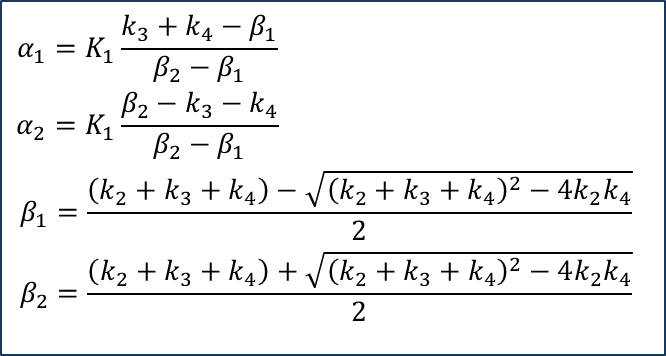 α₁ = K₁ (k₃ + k₄ − β₁) / (β₂ − β₁)
α₂ = K₁ (β₂ − k₃ − k₄) / (β₂ − β₁)
β₁ = ((k₂ + k₃ + k₄) − √((k₂ + k₃ + k₄)² − 4k₂k₄)) / 2
β₂ = ((k₂ + k₃ + k₄) + √((k₂ + k₃ + k₄)² − 4k₂k₄)) / 2